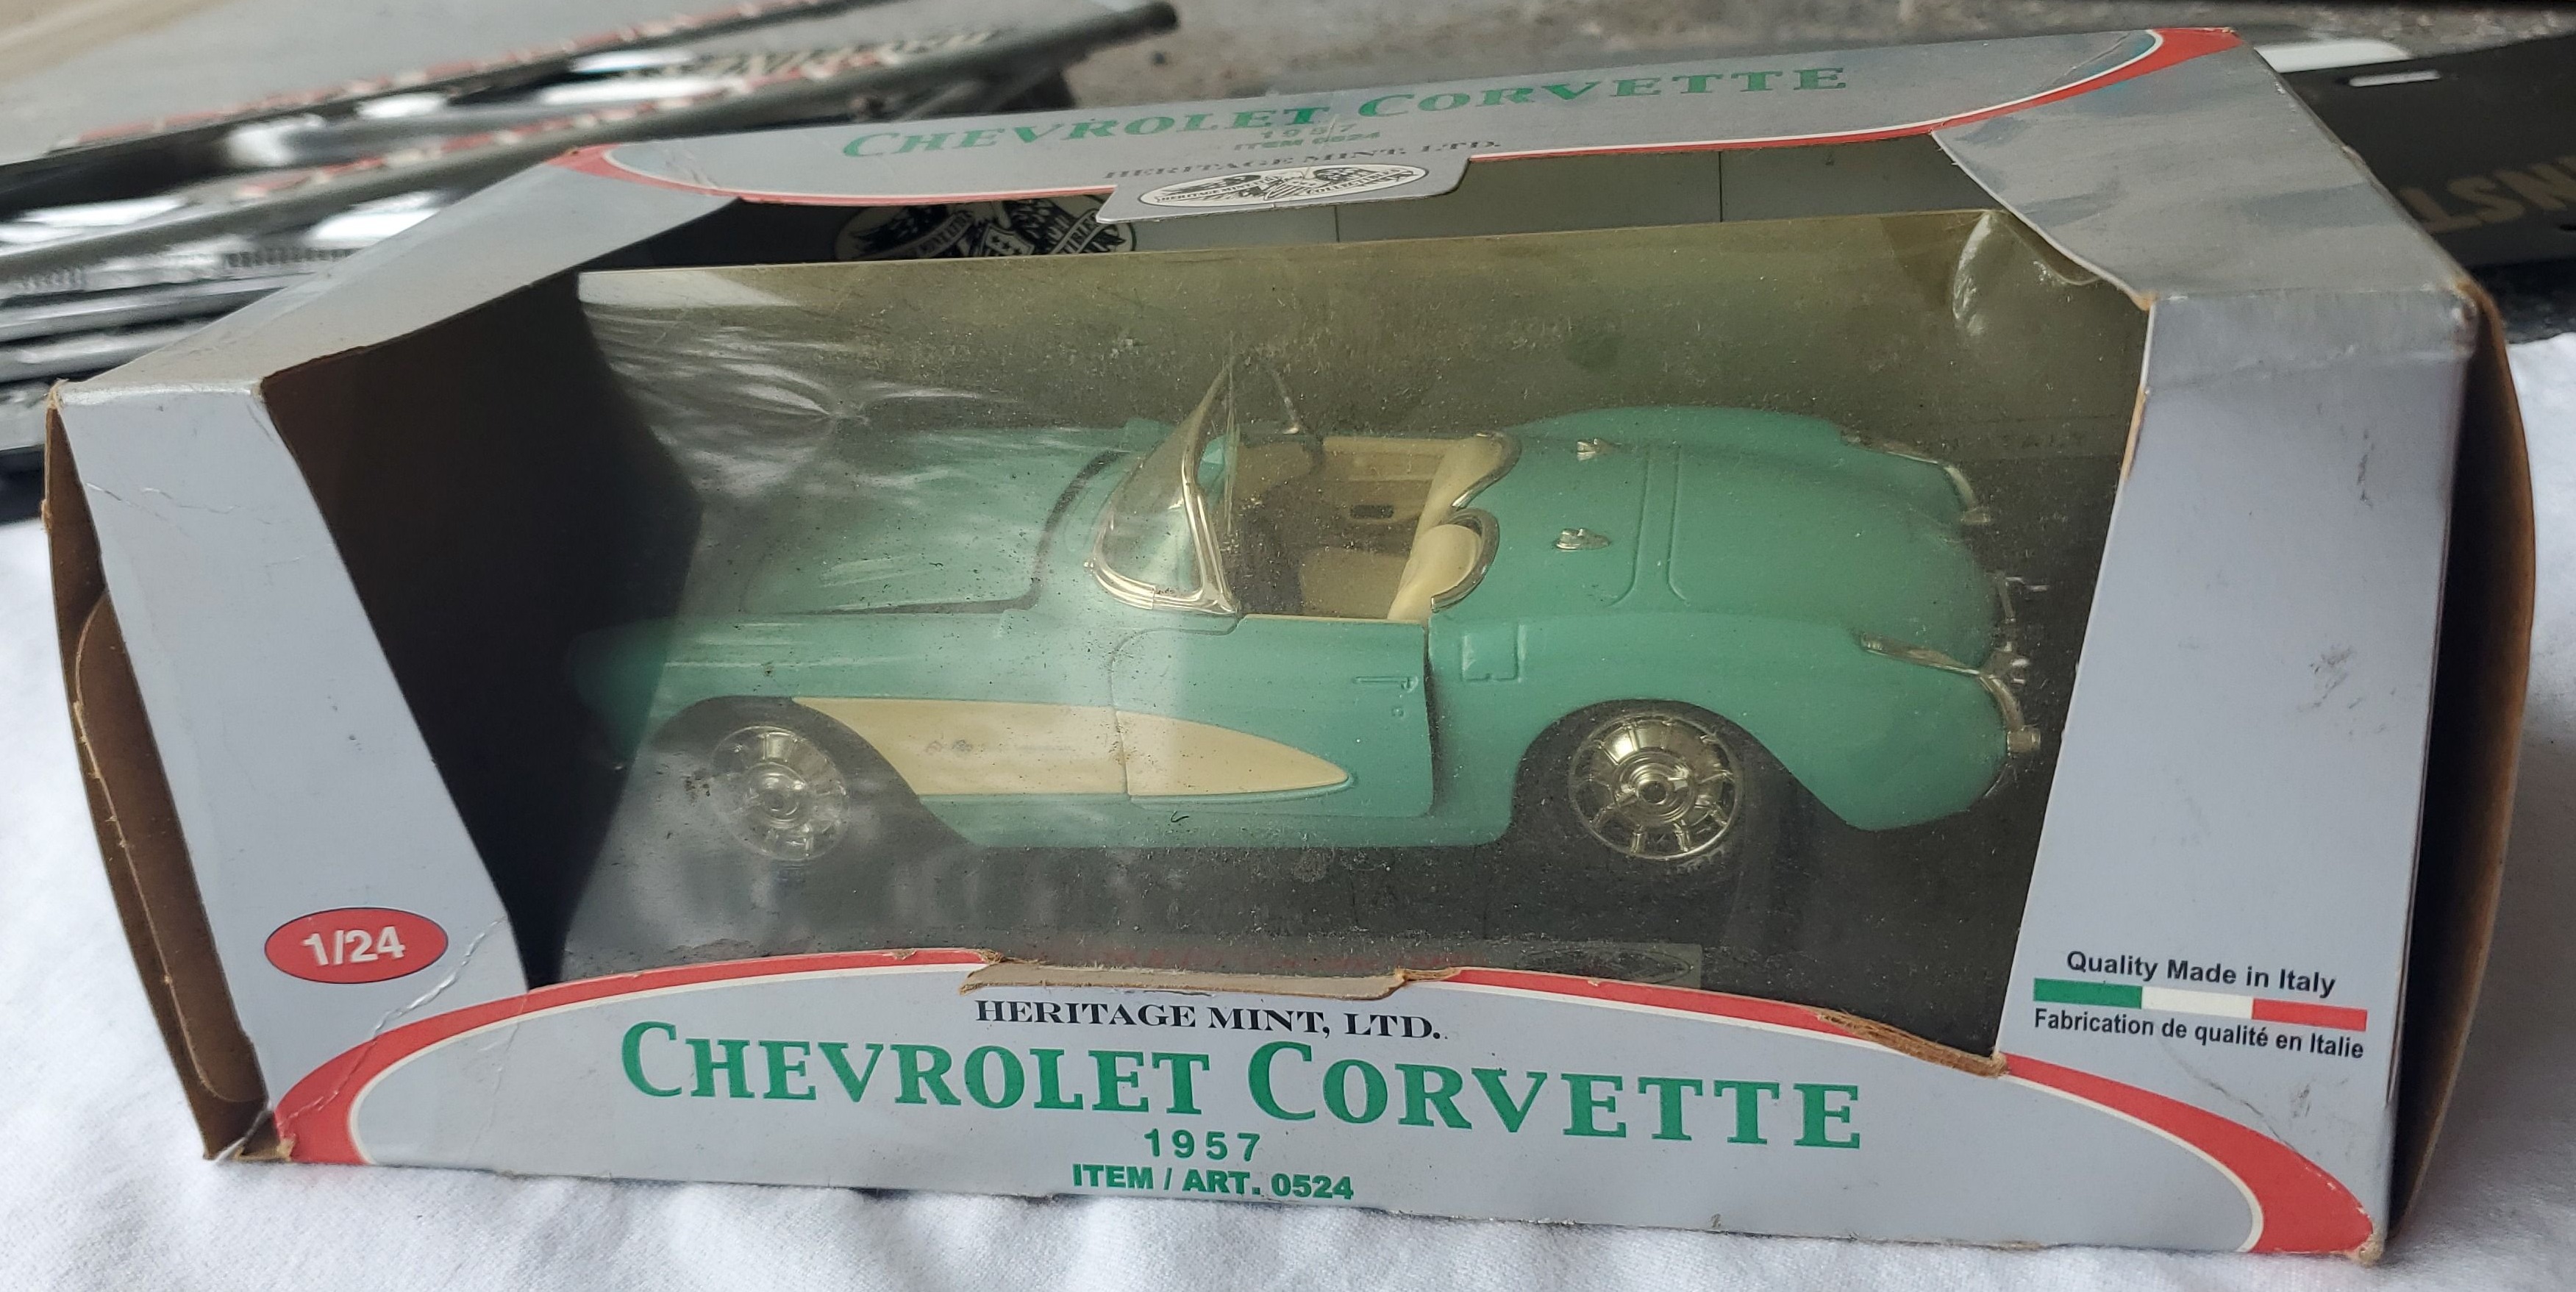 CHEVROLET CORVETTE
1957
ITEM 0524
HERITAGE MINT, LTD.
1/24
Quality Made in Italy
Fabrication de qualité en Italie
HERITAGE MINT, LTD.
CHEVROLET CORVETTE
1957
ITEM / ART. 0524